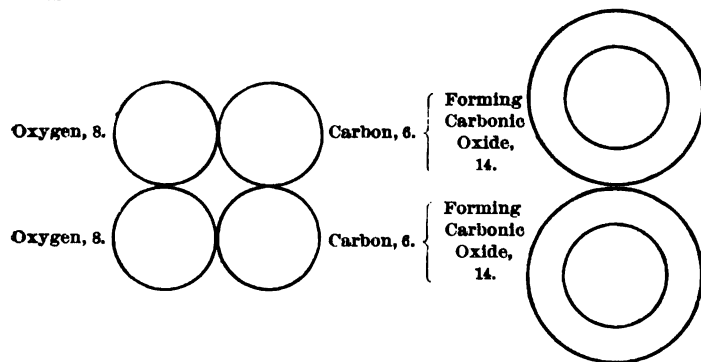 Oxygen, 8. Carbon, 6. Forming
Carbonic
Oxide,
14.
Oxygen, 8. Carbon, 6. Forming
Carbonic
Oxide,
14.